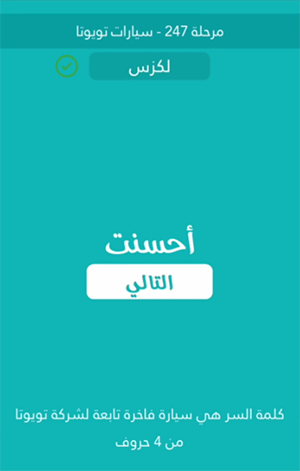 مرحلة 247 - سيارات تويوتا
لكزس
أحسنت
التالي
كلمة السر هي سيارة فاخرة تابعة لشركة تويوتا
من 4 حروف